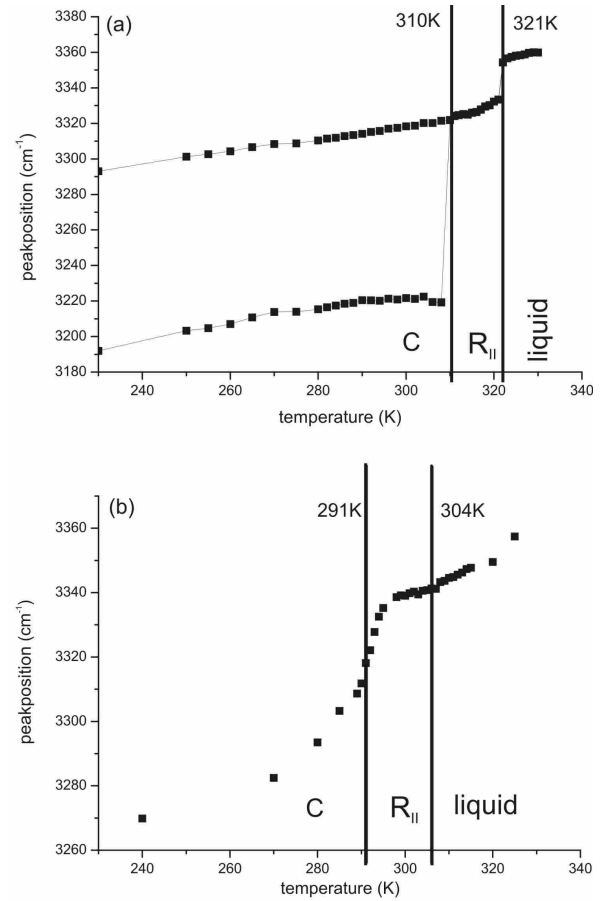 (a)
310K
321K
peakposition (cm⁻¹)
3380
3360
3340
3320
3300
3280
3260
3240
3220
3200
3180
C
R_II
liquid
240
260
280
300
320
340
temperature (K)
(b)
291K
304K
peakposition (cm⁻¹)
3360
3340
3320
3300
3280
3260
C
R_II
liquid
240
260
280
300
320
340
temperature (K)